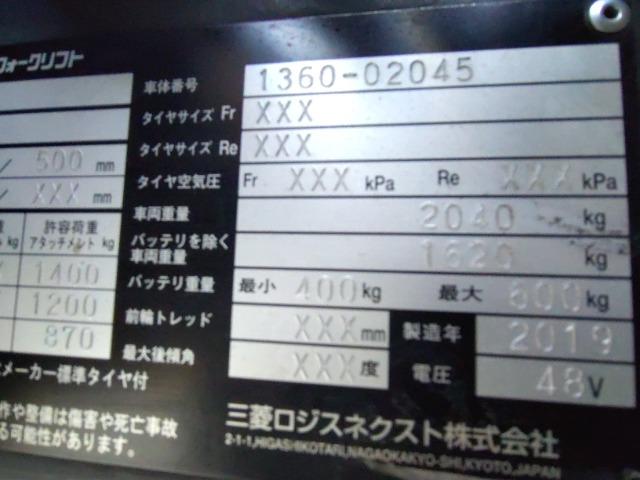 フォークリフト
車体番号 1360-02045
タイヤサイズ Fr XXX
タイヤサイズ Re XXX
500 mm
XXX mm
タイヤ空気圧 Fr XXX kPa Re XXX kPa
車両重量 2040 kg
バッテリを除く車両重量 1620 kg
許容荷重
アタッチメント kg
1400
1200
870
バッテリ重量 最小 400kg 最大 600kg
前輪トレッド XXX mm 製造年 2019
最大後傾角 XXX 度 電圧 48V
メーカー標準タイヤ付
作や整備は傷害や死亡事故
る可能性があります。
三菱ロジスネクスト株式会社
2-1-1,HIGASHIKOTARI,NAGAOKAKYO-SHI,KYOTO,JAPAN